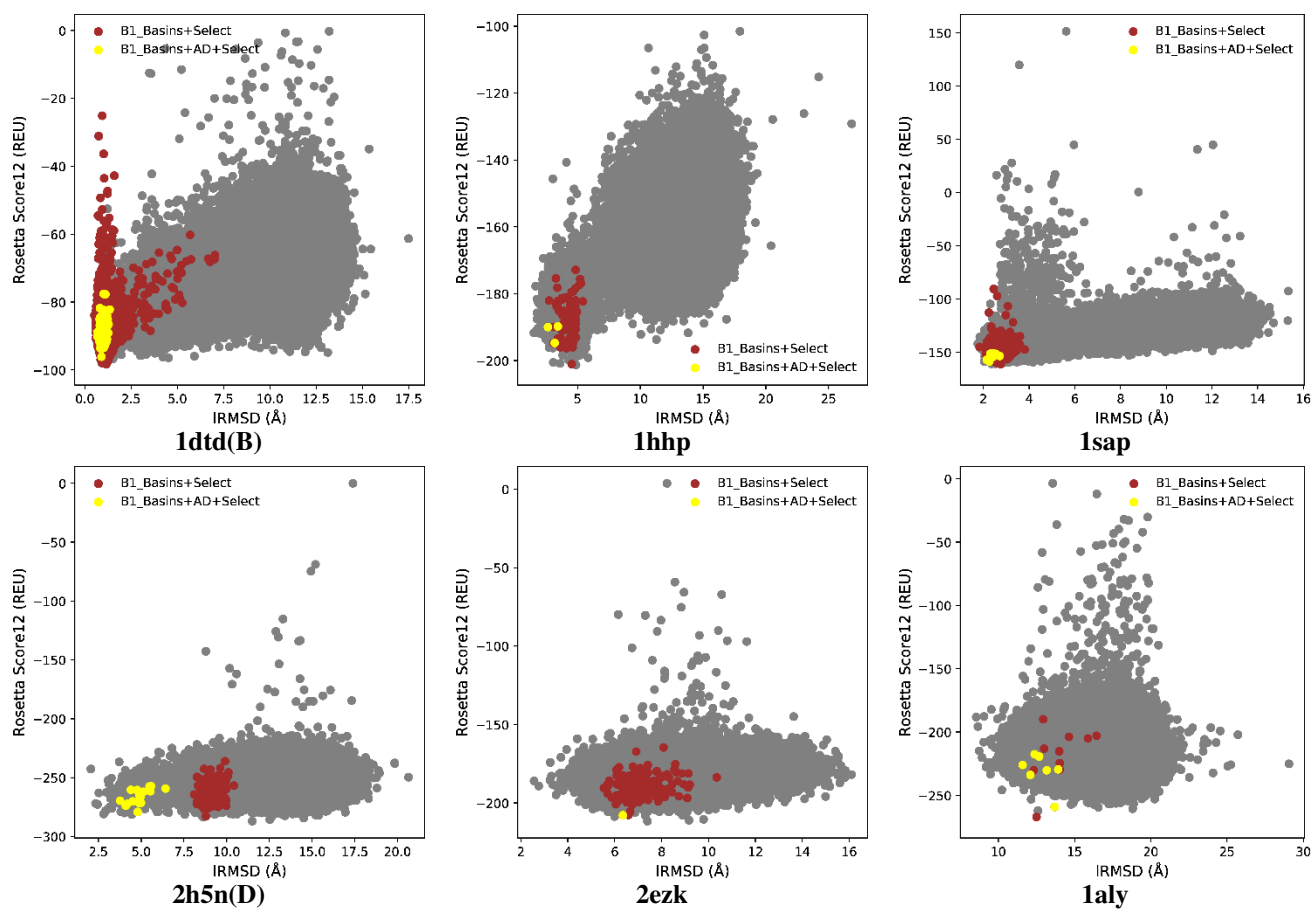 B1_Basins+Select
B1_Basins+AD+Select
Rosetta Score12 (REU)
0
−20
−40
−60
−80
−100
0.0 2.5 5.0 7.5 10.0 12.5 15.0 17.5
lRMSD (Å)
1dtd(B)
Rosetta Score12 (REU)
−100
−120
−140
−160
−180
−200
B1_Basins+Select
B1_Basins+AD+Select
5 10 15 20 25
lRMSD (Å)
1hhp
B1_Basins+Select
B1_Basins+AD+Select
Rosetta Score12 (REU)
150
100
50
0
−50
−100
−150
2 4 6 8 10 12 14 16
lRMSD (Å)
1sap
B1_Basins+Select
B1_Basins+AD+Select
Rosetta Score12 (REU)
0
−50
−100
−150
−200
−250
−300
2.5 5.0 7.5 10.0 12.5 15.0 17.5 20.0
lRMSD (Å)
2h5n(D)
B1_Basins+Select
B1_Basins+AD+Select
Rosetta Score12 (REU)
0
−50
−100
−150
−200
2 4 6 8 10 12 14 16
lRMSD (Å)
2ezk
B1_Basins+Select
B1_Basins+AD+Select
Rosetta Score12 (REU)
0
−50
−100
−150
−200
−250
10 15 20 25 30
lRMSD (Å)
1aly